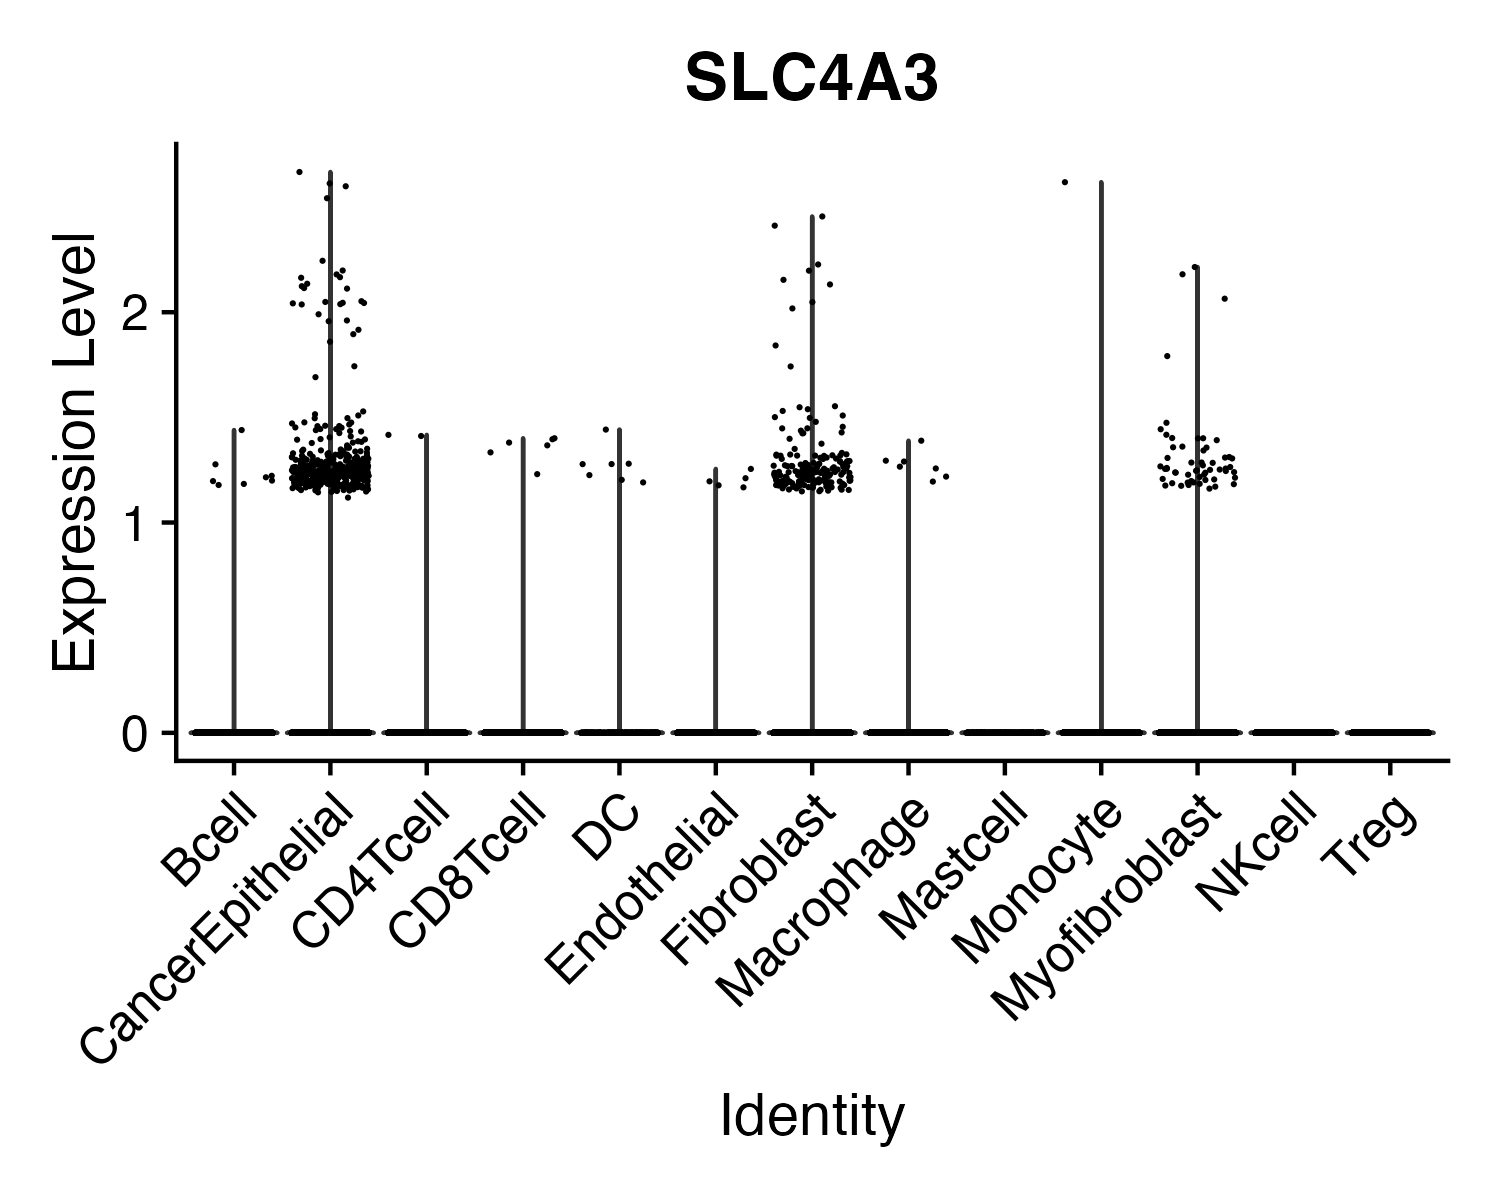 SLC4A3
Expression Level
2
1
0
Bcell
CancerEpithelial
CD4Tcell
CD8Tcell
DC
Endothelial
Fibroblast
Macrophage
Mastcell
Monocyte
Myofibroblast
NKcell
Treg
Identity